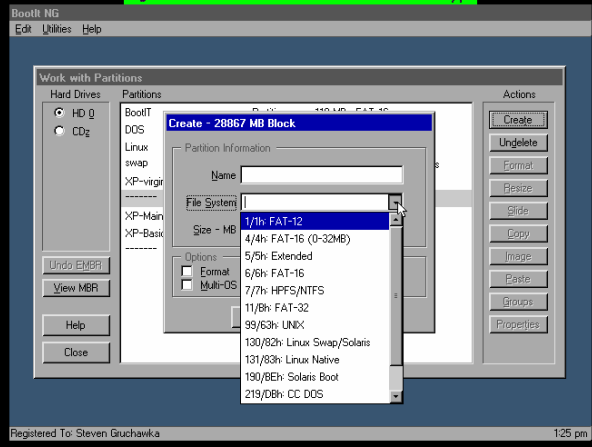 BootIt NG
Edit Utilities Help
Work with Partitions
Hard Drives Partitions Actions
HD 0
CDz
BootIT
DOS
Linux
swap
XP-virgin
-------
XP-Main
XP-Basic
-------
118 MB FAT-16
Create - 28867 MB Block
Partition Information
Name
File System
Size - MB
1/1h: FAT-12
4/4h: FAT-16 (0-32MB)
5/5h: Extended
6/6h: FAT-16
7/7h: HPFS/NTFS
11/Bh: FAT-32
99/63h: UNIX
130/82h: Linux Swap/Solaris
131/83h: Linux Native
190/BEh: Solaris Boot
219/DBh: CC DOS
Options
Format
Multi-OS
Create
Undelete
Format
Resize
Slide
Copy
Image
Paste
Groups
Properties
Undo EMBR
View MBR
Help
Close
Registered To: Steven Gruchawka 1:25 pm